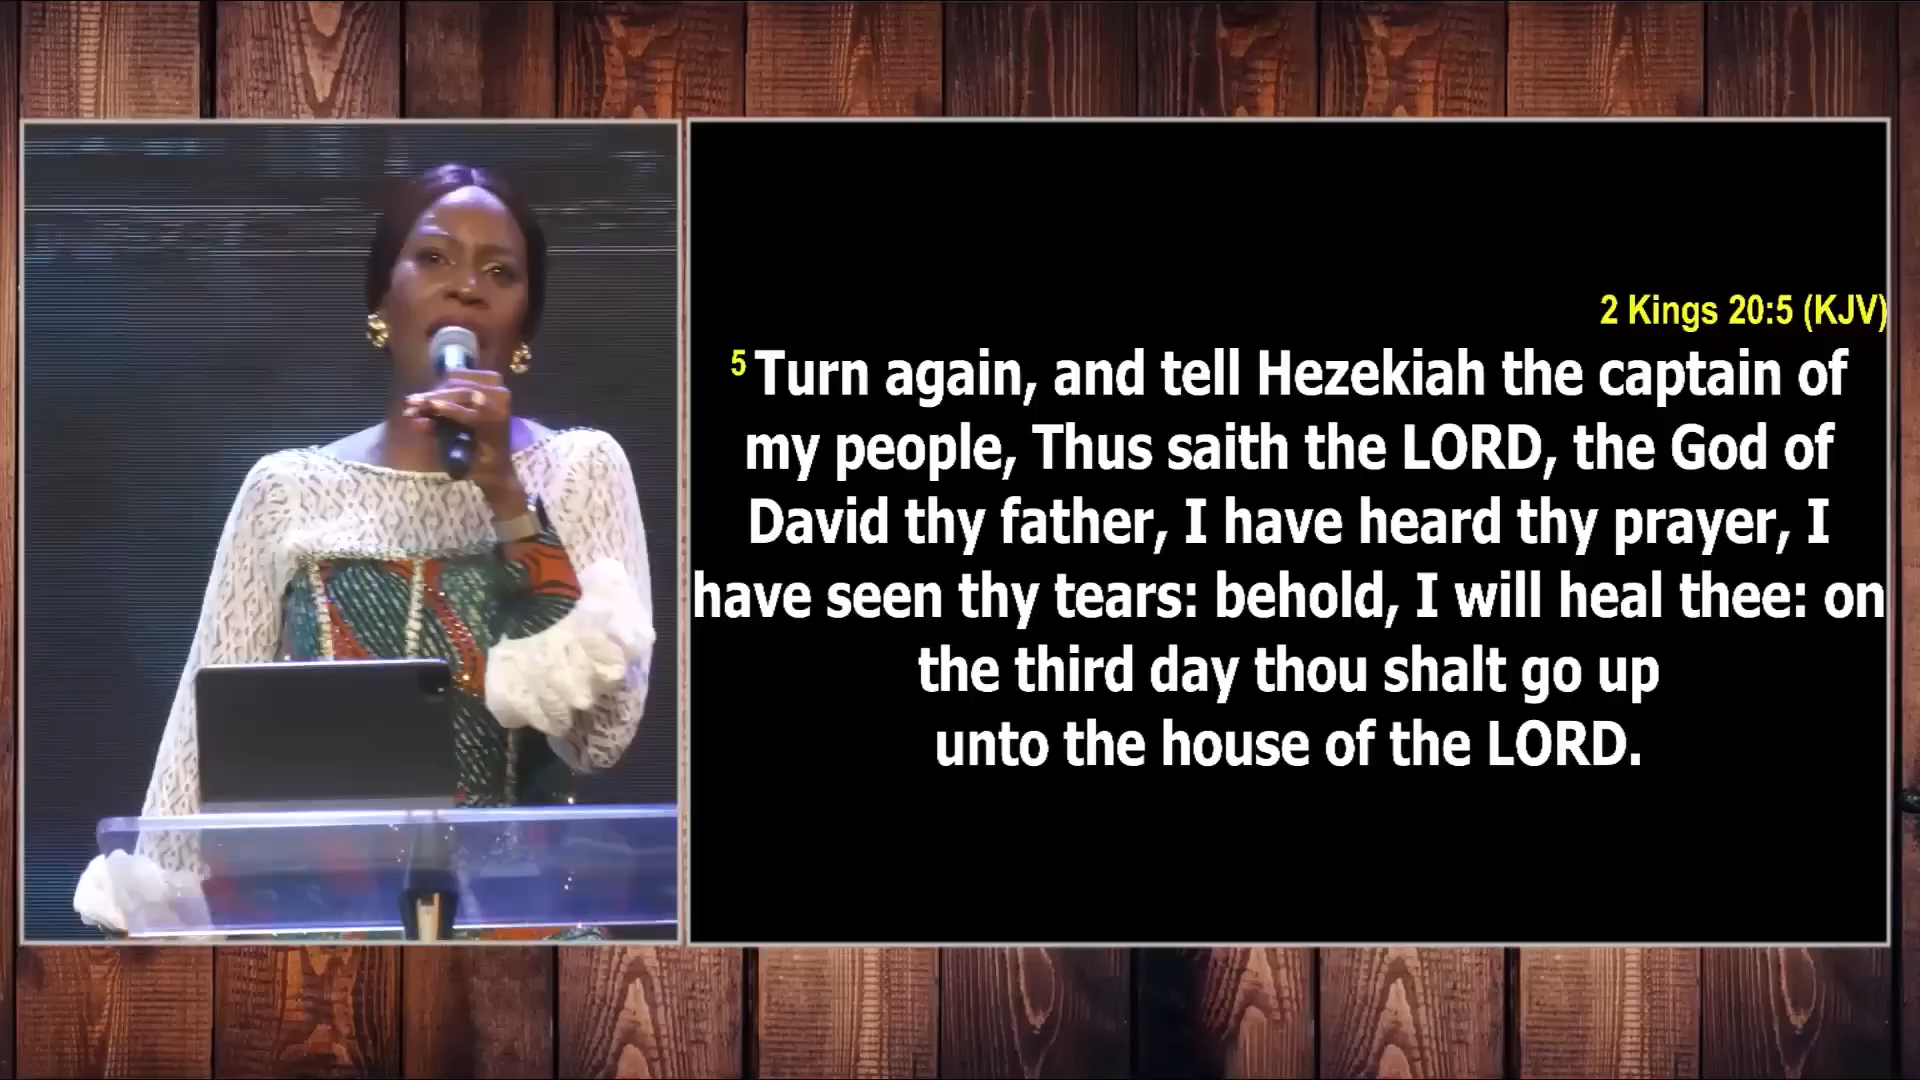 2 Kings 20:5 (KJV)
5 Turn again, and tell Hezekiah the captain of
my people, Thus saith the LORD, the God of
David thy father, I have heard thy prayer, I
have seen thy tears: behold, I will heal thee: on
the third day thou shalt go up
unto the house of the LORD.